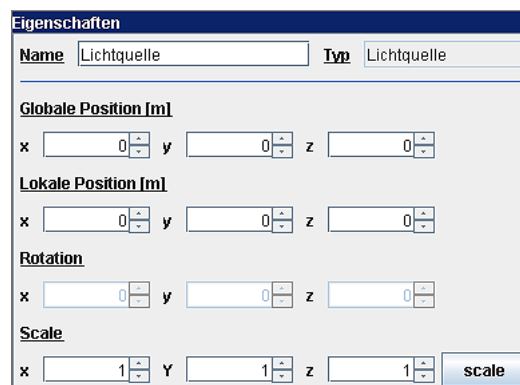 Eigenschaften
Name Lichtquelle Typ Lichtquelle
Globale Position [m]
x 0 y 0 z 0
Lokale Position [m]
x 0 y 0 z 0
Rotation
x 0 y 0 z 0
Scale
x 1 Y 1 z 1 scale